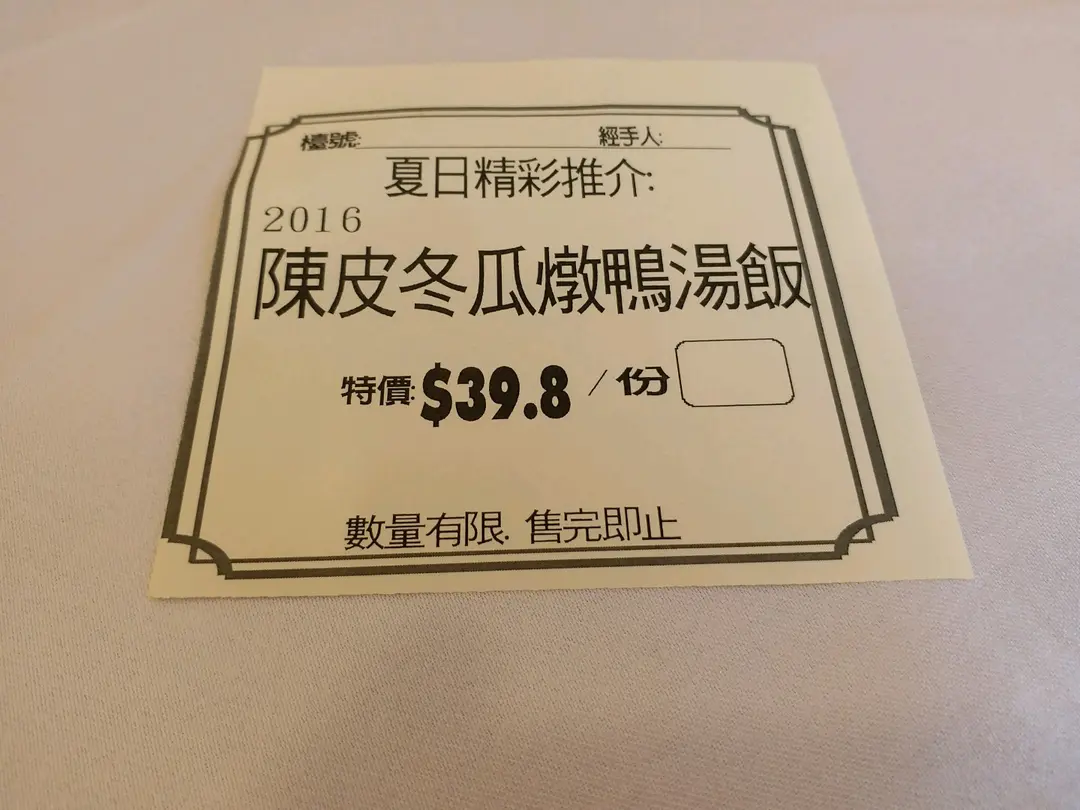 檯號: 經手人:
夏日精彩推介:
2016
陳皮冬瓜燉鴨湯飯
特價:$39.8 / 份
數量有限. 售完即止